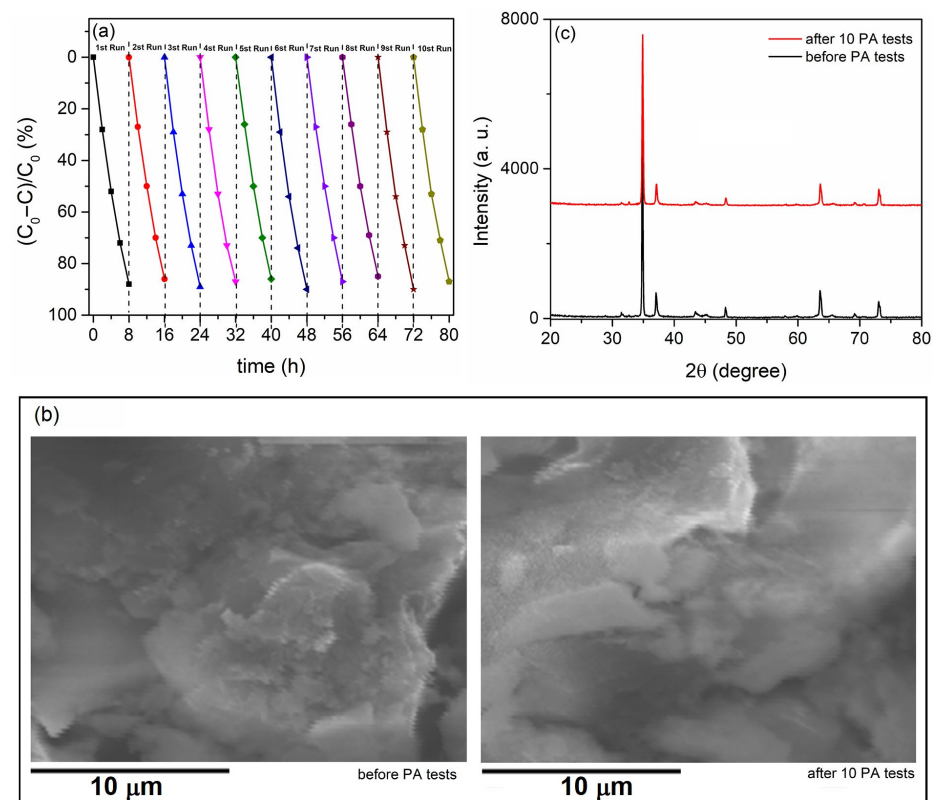 (a)
1st Run
2st Run
3st Run
4st Run
5st Run
6st Run
7st Run
8st Run
9st Run
10st Run
0
20
40
60
80
100
(C₀−C)/C₀ (%)
0 8 16 24 32 40 48 56 64 72 80
time (h)
(c)
after 10 PA tests
before PA tests
8000
4000
0
Intensity (a. u.)
20 30 40 50 60 70 80
2θ (degree)
(b)
10 μm
before PA tests
10 μm
after 10 PA tests